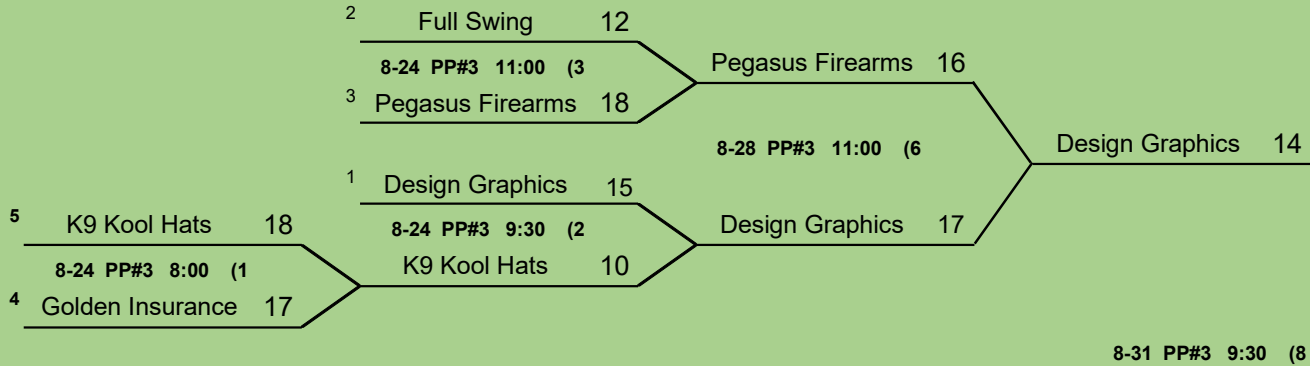 2 Full Swing 12
8-24 PP#3 11:00 (3
3 Pegasus Firearms 18
Pegasus Firearms 16
8-28 PP#3 11:00 (6
Design Graphics 14
1 Design Graphics 15
8-24 PP#3 9:30 (2
K9 Kool Hats 10
Design Graphics 17
5 K9 Kool Hats 18
8-24 PP#3 8:00 (1
4 Golden Insurance 17
8-31 PP#3 9:30 (8